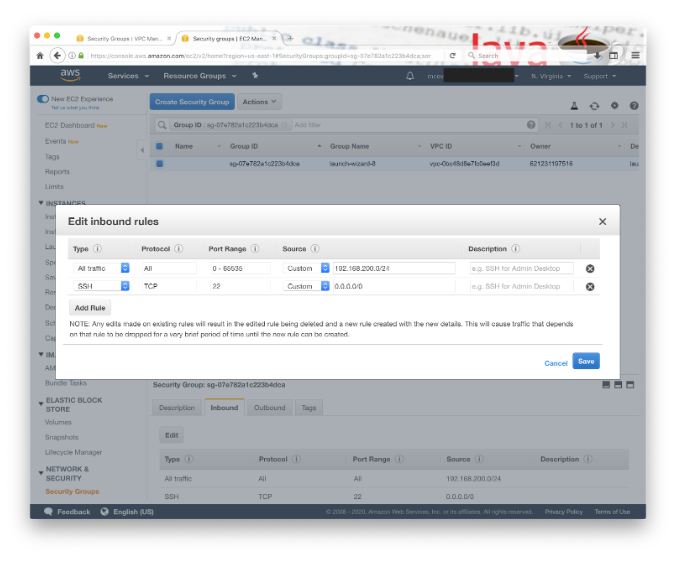 Security Groups | VPC Man...
Security groups | EC2 Man...
https://console.aws.amazon.com/ec2/v2/home?region=us-east-1#SecurityGroups:groupId=sg-07e782a1c223b4dca;sor
Search
aws
Services
Resource Groups
N. Virginia
Support
New EC2 Experience
Tell us what you think
Create Security Group
Actions
EC2 Dashboard New
Group ID : sg-07e782a1c223b4dca
Add filter
1 to 1 of 1
Events New
Name
Group ID
Group Name
VPC ID
Owner
De
Tags
sg-07e782a1c223b4dca
launch-wizard-8
621231197516
lau
Reports
Limits
INSTANCES
Edit inbound rules
Type
Protocol
Port Range
Source
Description
All traffic
All
0 - 65535
Custom
192.168.200.0/24
e.g. SSH for Admin Desktop
SSH
TCP
22
Custom
0.0.0.0/0
e.g. SSH for Admin Desktop
Add Rule
NOTE: Any edits made on existing rules will result in the edited rule being deleted and a new rule created with the new details. This will cause traffic that depends
on that rule to be dropped for a very brief period of time until the new rule can be created.
Cancel
Save
Bundle Tasks
Security Group: sg-07e782a1c223b4dca
ELASTIC BLOCK
STORE
Description
Inbound
Outbound
Tags
Volumes
Snapshots
Edit
Lifecycle Manager
Type
Protocol
Port Range
Source
Description
NETWORK &
SECURITY
All traffic
All
All
192.168.200.0/24
Security Groups
SSH
TCP
22
0.0.0.0/0
Feedback
English (US)
© 2008 - 2020, Amazon Web Services, Inc. or its affiliates. All rights reserved.
Privacy Policy
Terms of Use